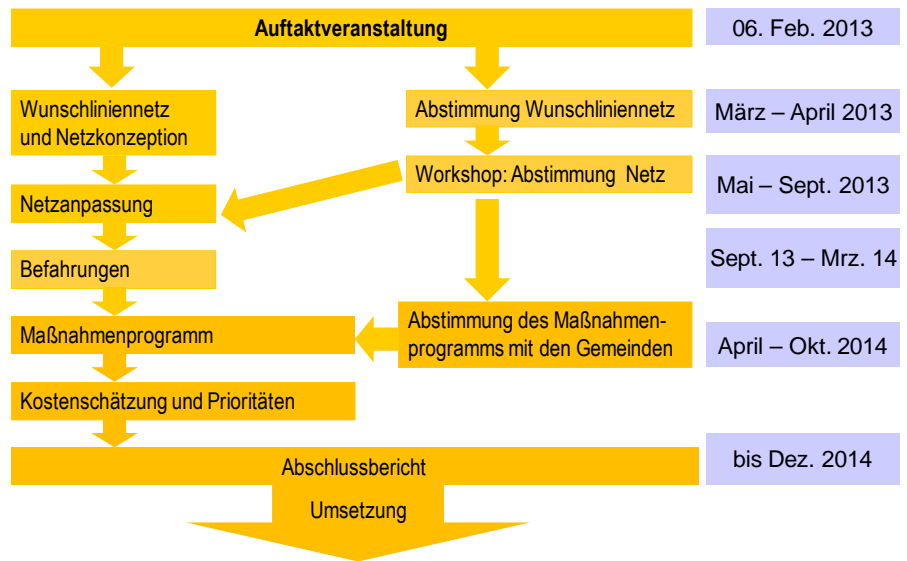 Auftaktveranstaltung
06. Feb. 2013
Wunschliniennetz
und Netzkonzeption
Abstimmung Wunschliniennetz
März – April 2013
Workshop: Abstimmung Netz
Mai – Sept. 2013
Netzanpassung
Befahrungen
Sept. 13 – Mrz. 14
Maßnahmenprogramm
Abstimmung des Maßnahmen-
programms mit den Gemeinden
April – Okt. 2014
Kostenschätzung und Prioritäten
Abschlussbericht
bis Dez. 2014
Umsetzung